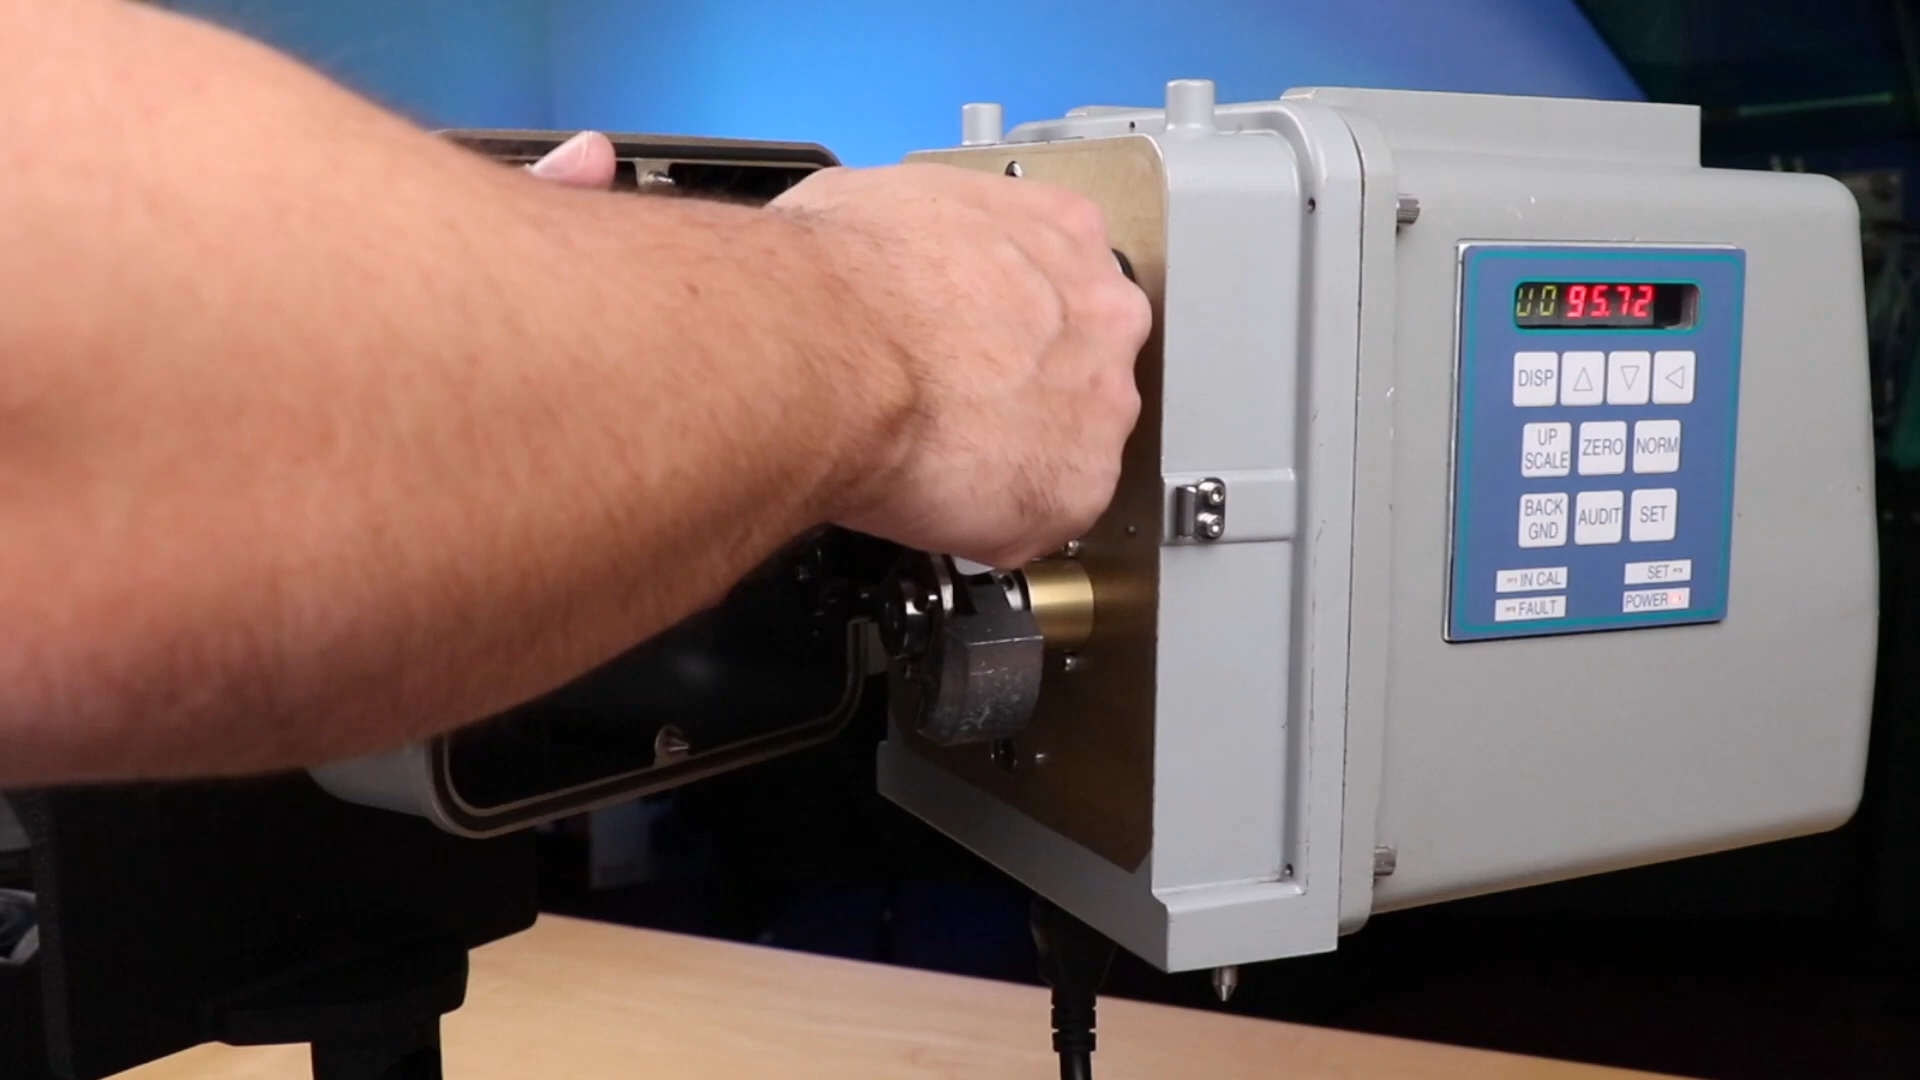 U0 95.72
DISP
UP
SCALE
ZERO
NORM
BACK
GND
AUDIT
SET
IN CAL
SET
FAULT
POWER